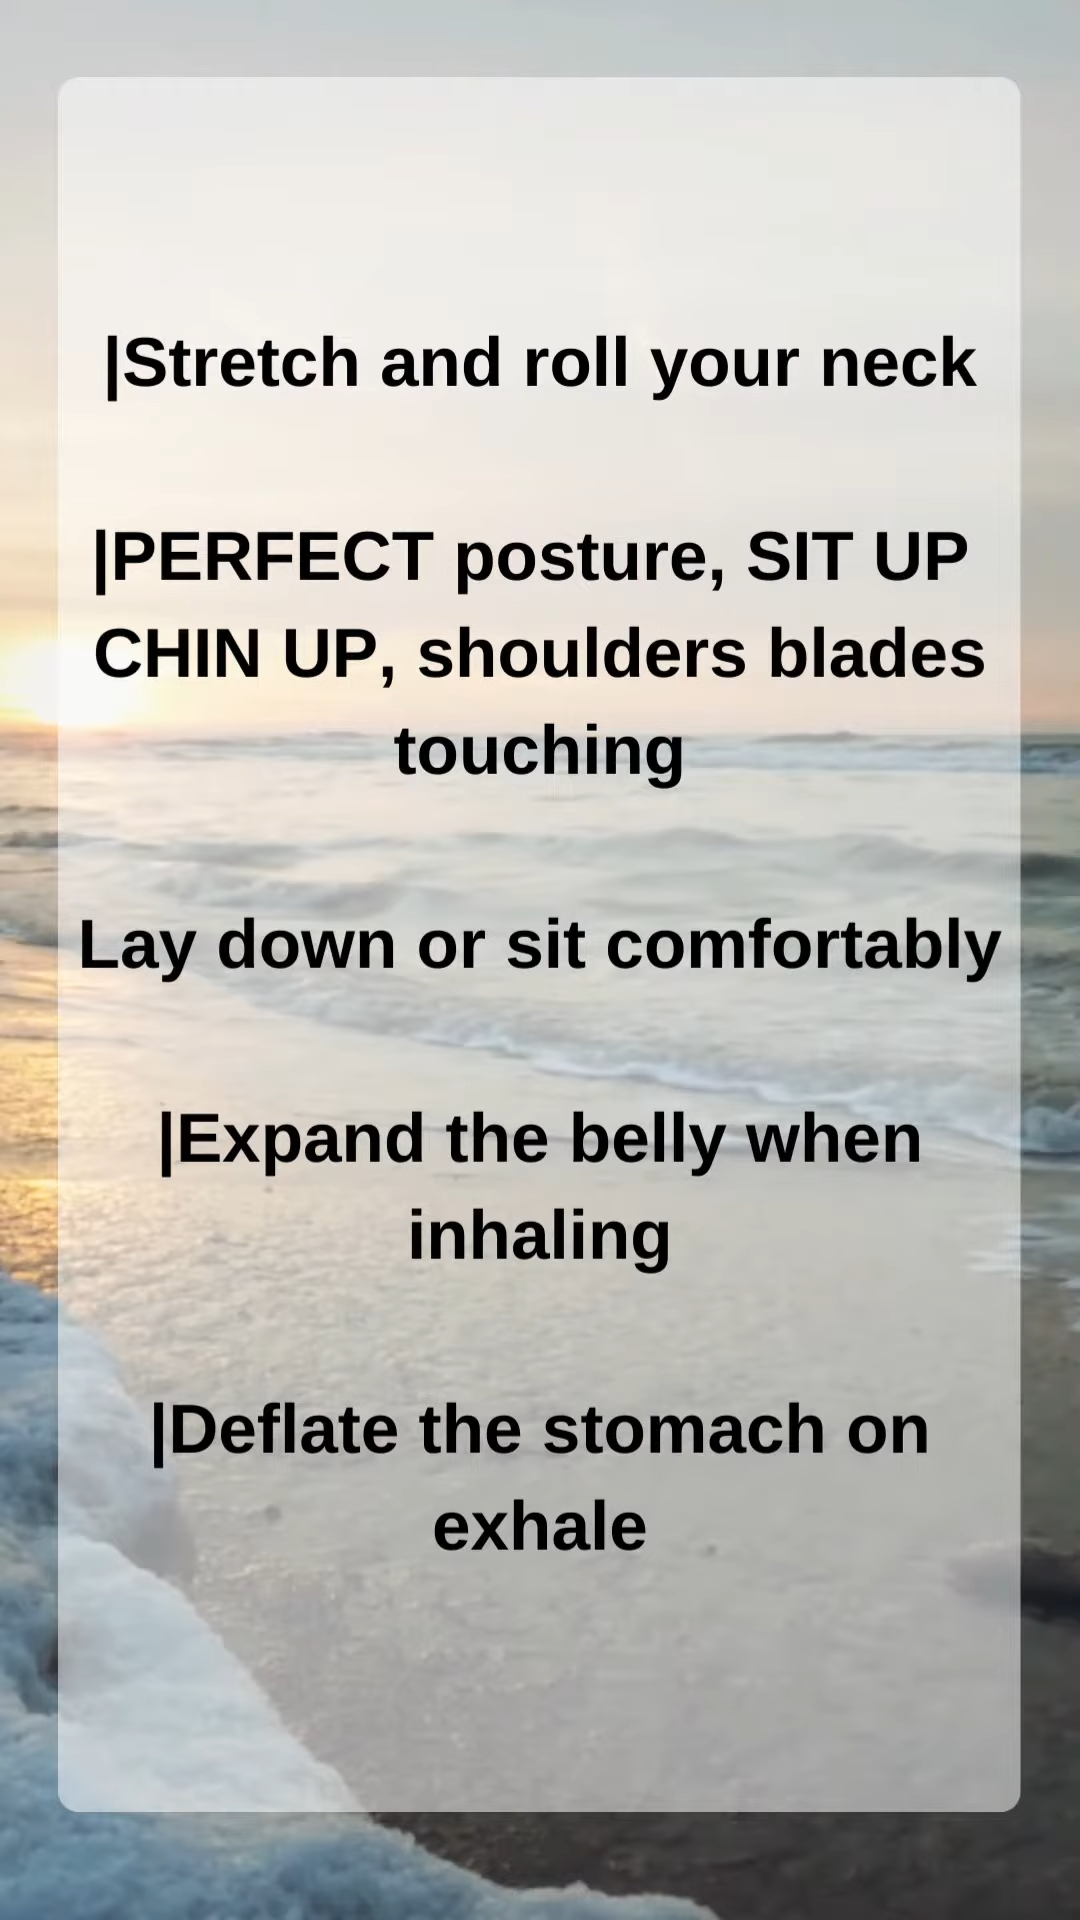 |Stretch and roll your neck
|PERFECT posture, SIT UP
CHIN UP, shoulders blades
touching
Lay down or sit comfortably
|Expand the belly when
inhaling
|Deflate the stomach on
exhale